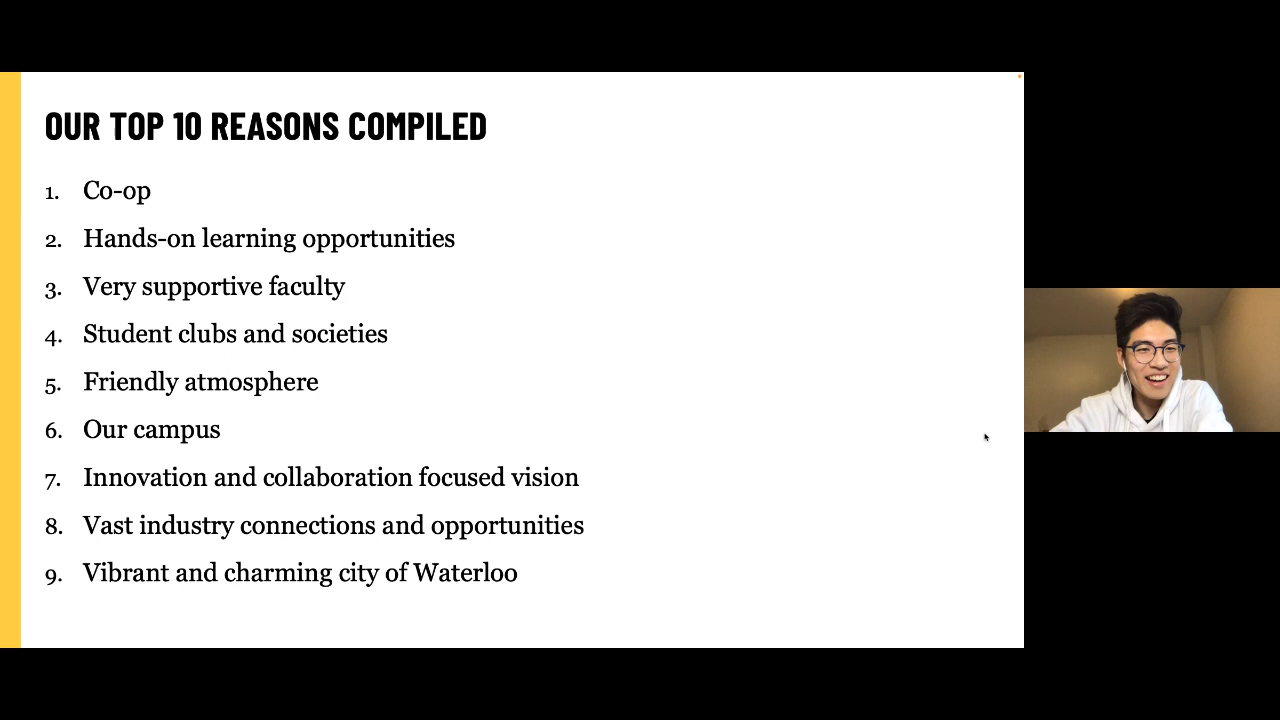 OUR TOP 10 REASONS COMPILED
1. Co-op
2. Hands-on learning opportunities
3. Very supportive faculty
4. Student clubs and societies
5. Friendly atmosphere
6. Our campus
7. Innovation and collaboration focused vision
8. Vast industry connections and opportunities
9. Vibrant and charming city of Waterloo